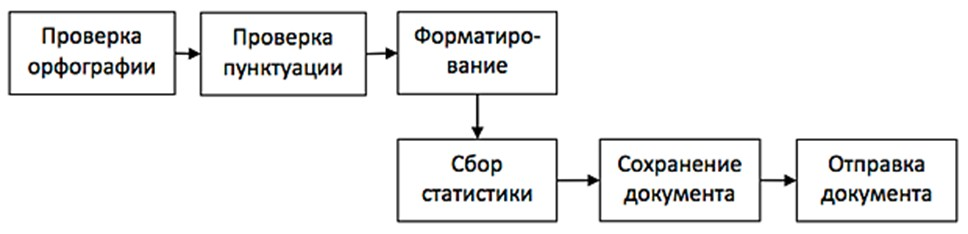 Проверка
орфографии
Проверка
пунктуации
Форматиро-
вание
Сбор
статистики
Сохранение
документа
Отправка
документа